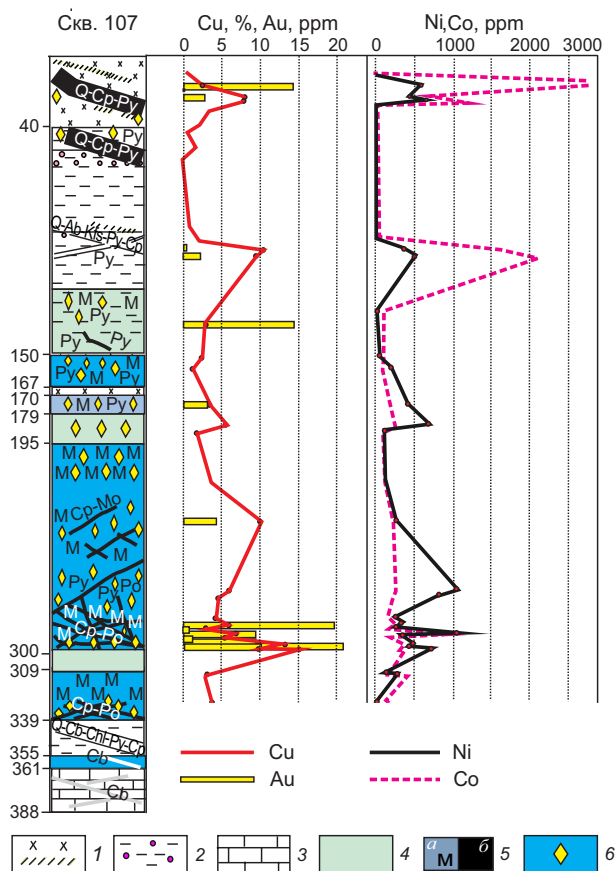 Скв. 107
Cu, %, Au, ppm
Ni,Co, ppm
0 5 10 15 20
0 1000 2000 3000
x x x
Q-Cp-Py
40
Py
Q-Cp-Py
Q-Ab-Kfs-Py-Cp
Py
M M
Py
Py Py
150
Py M
Py M Py
167
x x x x
170
M Py
179
195
M M M
M M M M
M Cp-Mo
M M
Py
Py Po
M M M
M M
Cp-Po
300
309
M M
M M
Cp-Po
339
Q-Cb-Chl-Py-Cp
355
Cb
361
Cb
388
Cu
Au
Ni
Co
x x 1
2
3
4
а М б 5
6